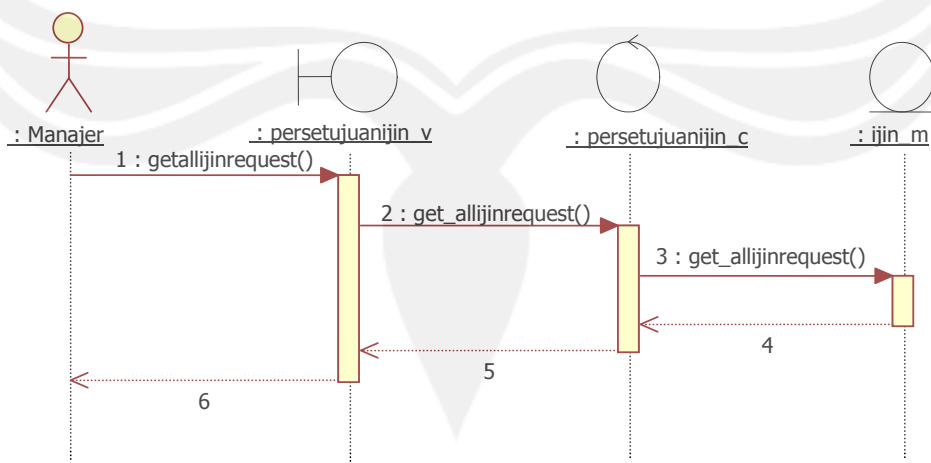 : Manajer
: persetujuanijin_v
: persetujuanijin_c
: ijin_m
1 : getallijinrequest()
2 : get_allijinrequest()
3 : get_allijinrequest()
4
5
6